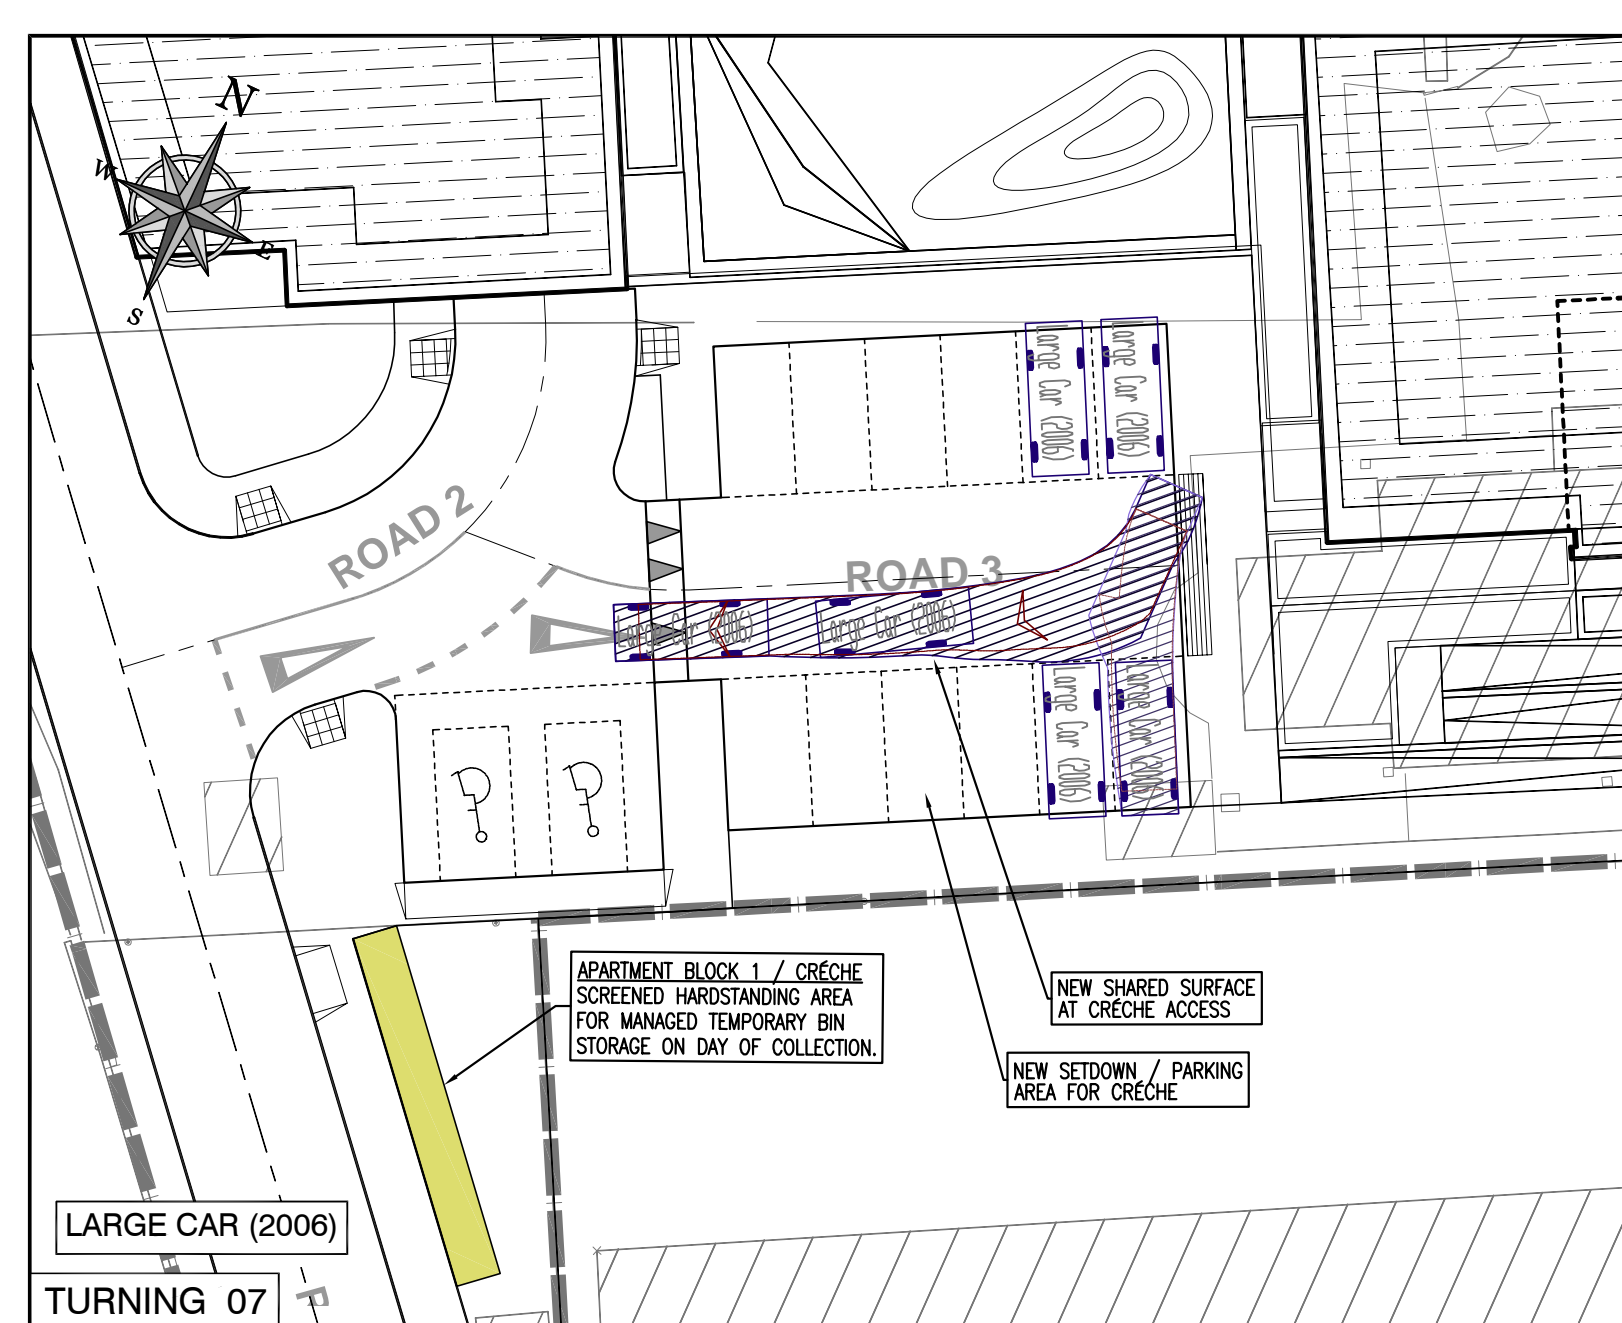 N
W
E
S
Large Car (2006)
Large Car (2006)
ROAD 2
ROAD 3
Large Car (2006)
Large Car (2006)
Large Car (2006)
Large Car (2006)
APARTMENT BLOCK 1 / CRÉCHE
SCREENED HARDSTANDING AREA
FOR MANAGED TEMPORARY BIN
STORAGE ON DAY OF COLLECTION.
NEW SHARED SURFACE
AT CRÉCHE ACCESS
NEW SETDOWN / PARKING
AREA FOR CRÉCHE
LARGE CAR (2006)
TURNING 07